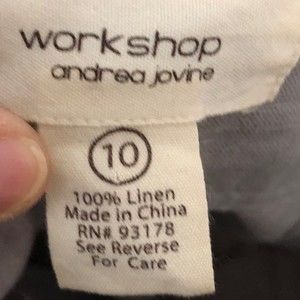 workshop
andrea jovine
10
100% Linen
Made in China
RN# 93178
See Reverse
For Care